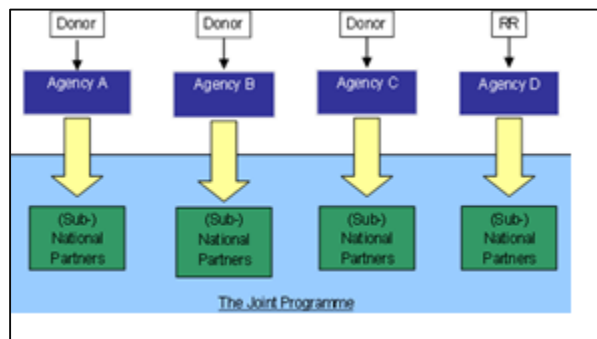 Donor
Donor
Donor
RR
Agency A
Agency B
Agency C
Agency D
(Sub-)
National
Partners
(Sub-)
National
Partners
(Sub-)
National
Partners
(Sub-)
National
Partners
The Joint Programme